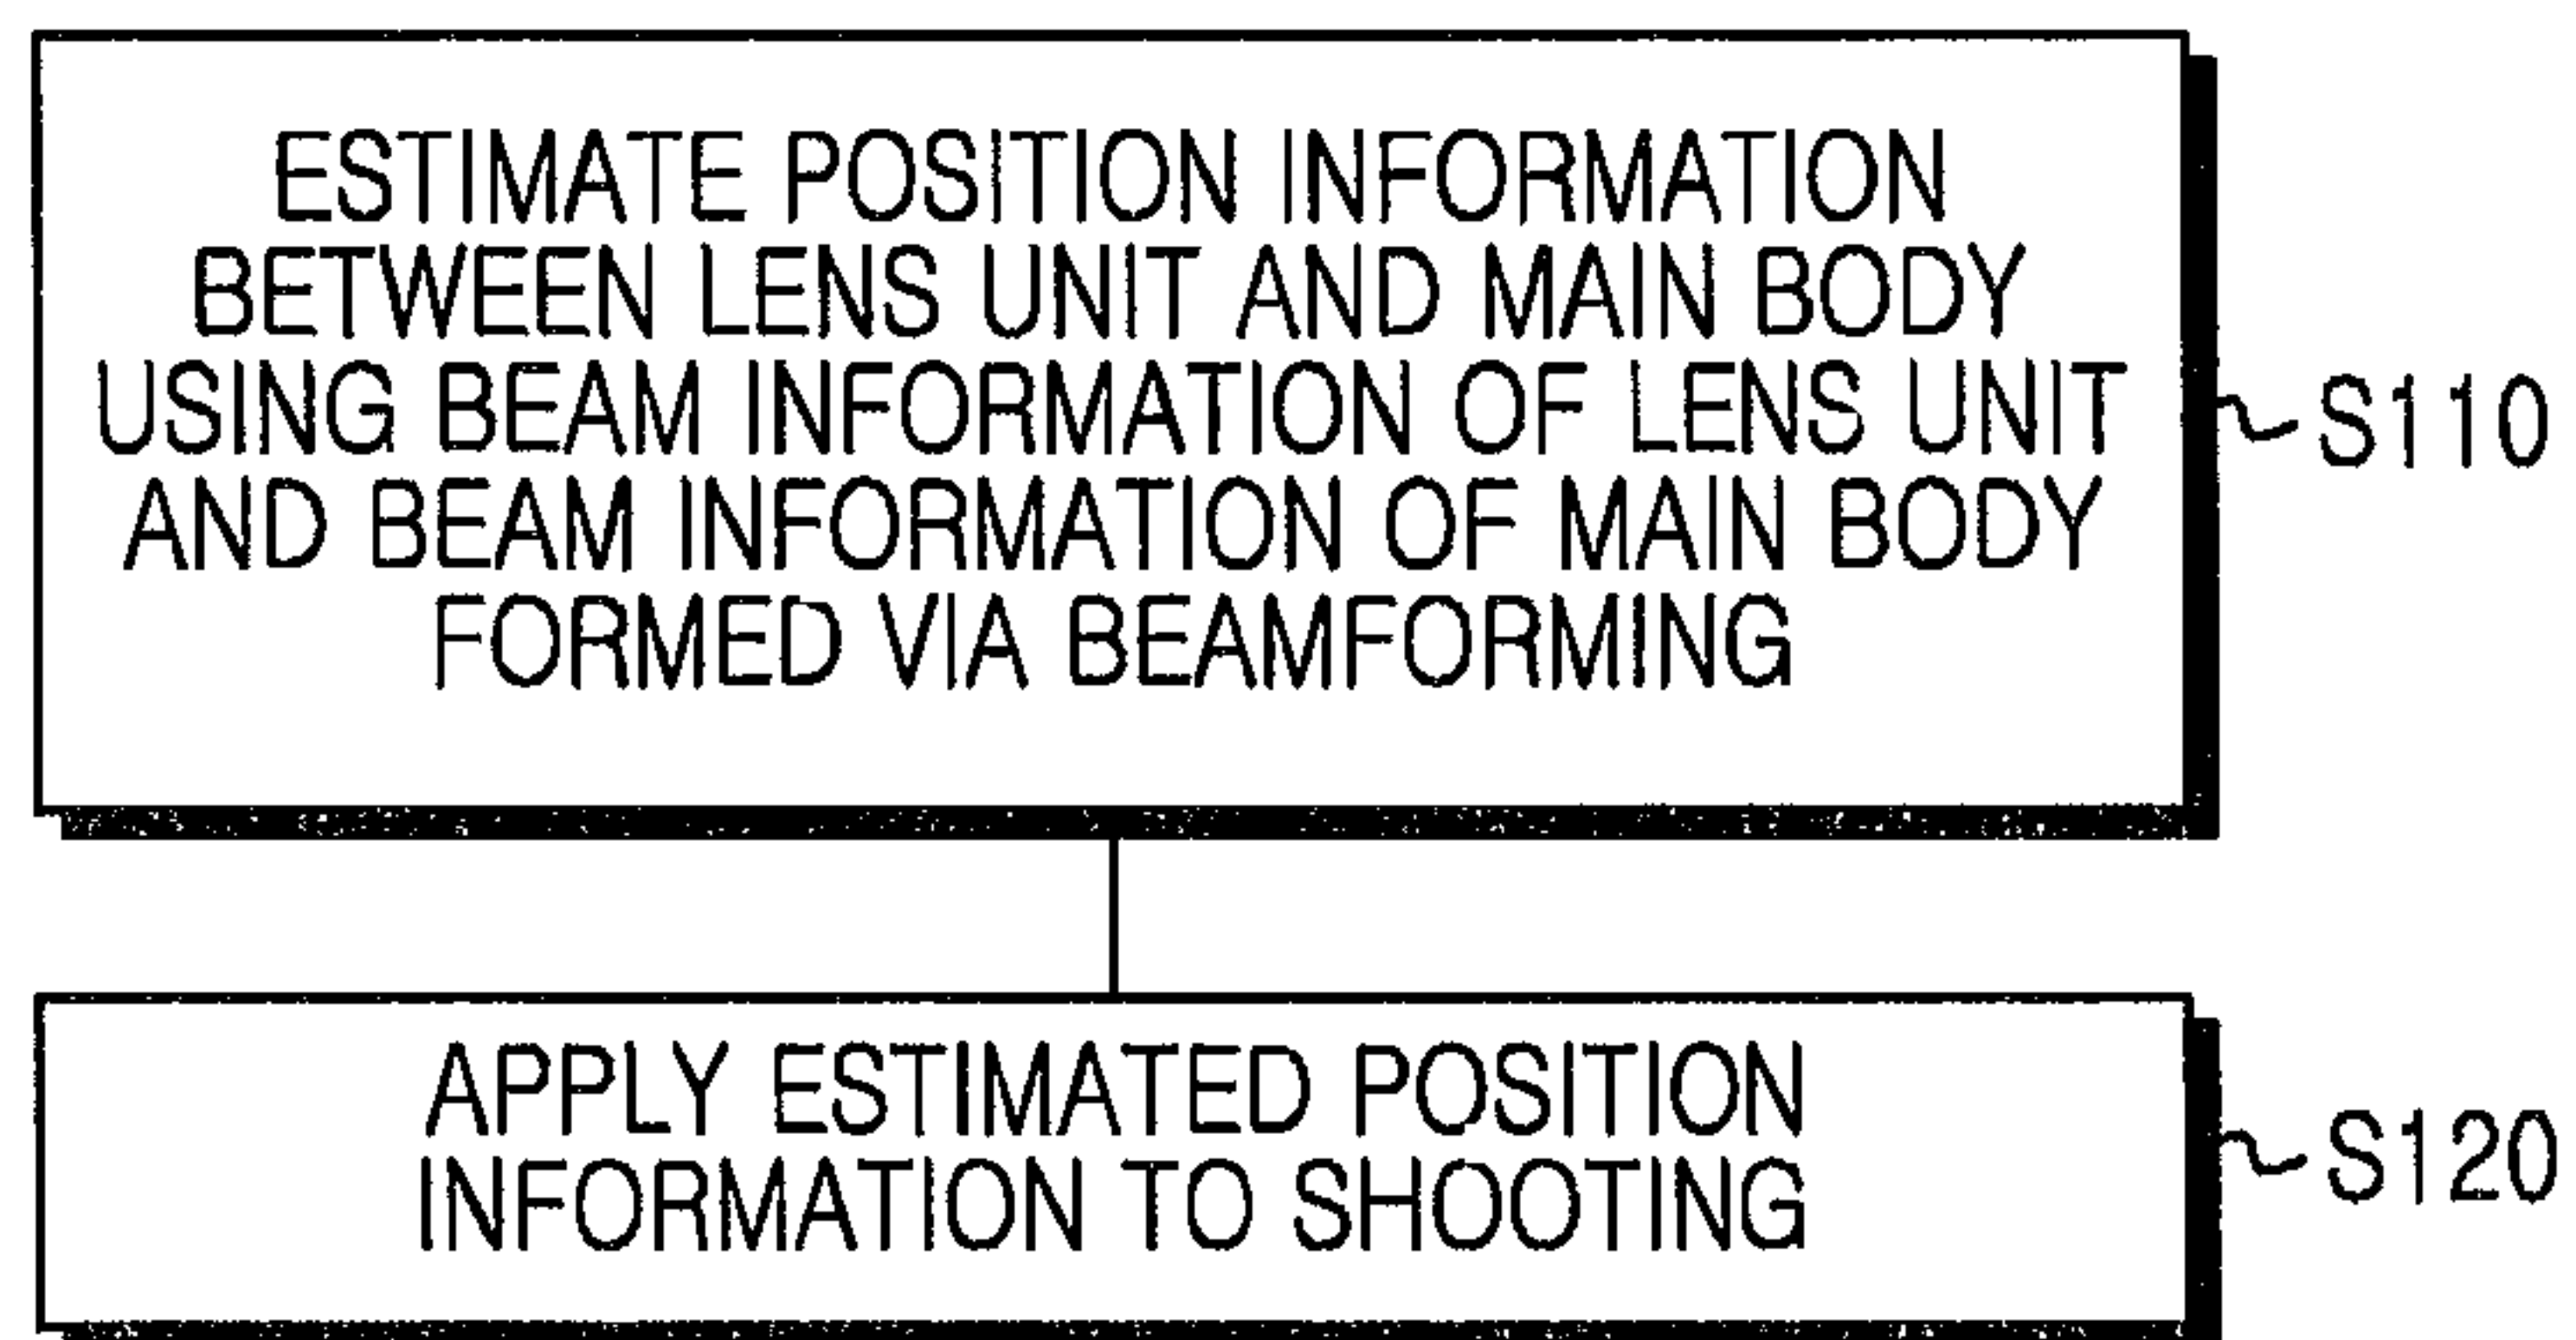 ESTIMATE POSITION INFORMATION
BETWEEN LENS UNIT AND MAIN BODY
USING BEAM INFORMATION OF LENS UNIT
AND BEAM INFORMATION OF MAIN BODY
FORMED VIA BEAMFORMING
S110
APPLY ESTIMATED POSITION
INFORMATION TO SHOOTING
S120